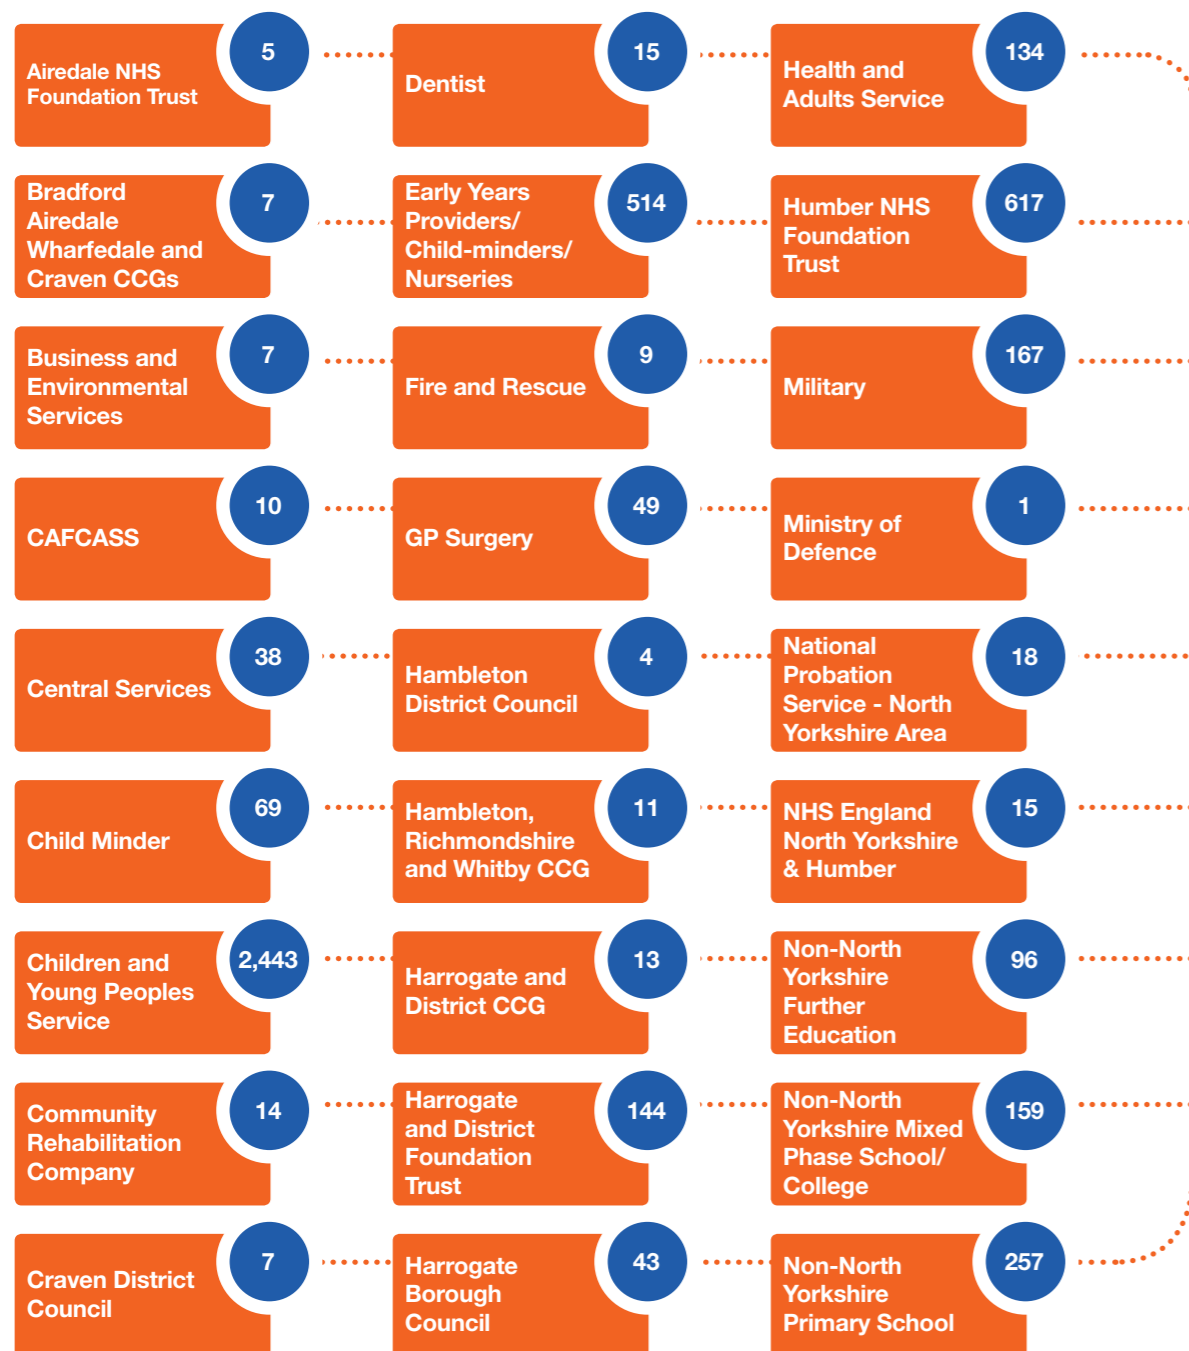 Airedale NHS
Foundation Trust
5
Dentist
15
Health and
Adults Service
134
Bradford
Airedale
Wharfedale and
Craven CCGs
7
Early Years
Providers/
Child-minders/
Nurseries
514
Humber NHS
Foundation
Trust
617
Business and
Environmental
Services
7
Fire and Rescue
9
Military
167
CAFCASS
10
GP Surgery
49
Ministry of
Defence
1
Central Services
38
Hambleton
District Council
4
National
Probation
Service - North
Yorkshire Area
18
Child Minder
69
Hambleton,
Richmondshire
and Whitby CCG
11
NHS England
North Yorkshire
& Humber
15
Children and
Young Peoples
Service
2,443
Harrogate and
District CCG
13
Non-North
Yorkshire
Further
Education
96
Community
Rehabilitation
Company
14
Harrogate
and District
Foundation
Trust
144
Non-North
Yorkshire Mixed
Phase School/
College
159
Craven District
Council
7
Harrogate
Borough
Council
43
Non-North
Yorkshire
Primary School
257